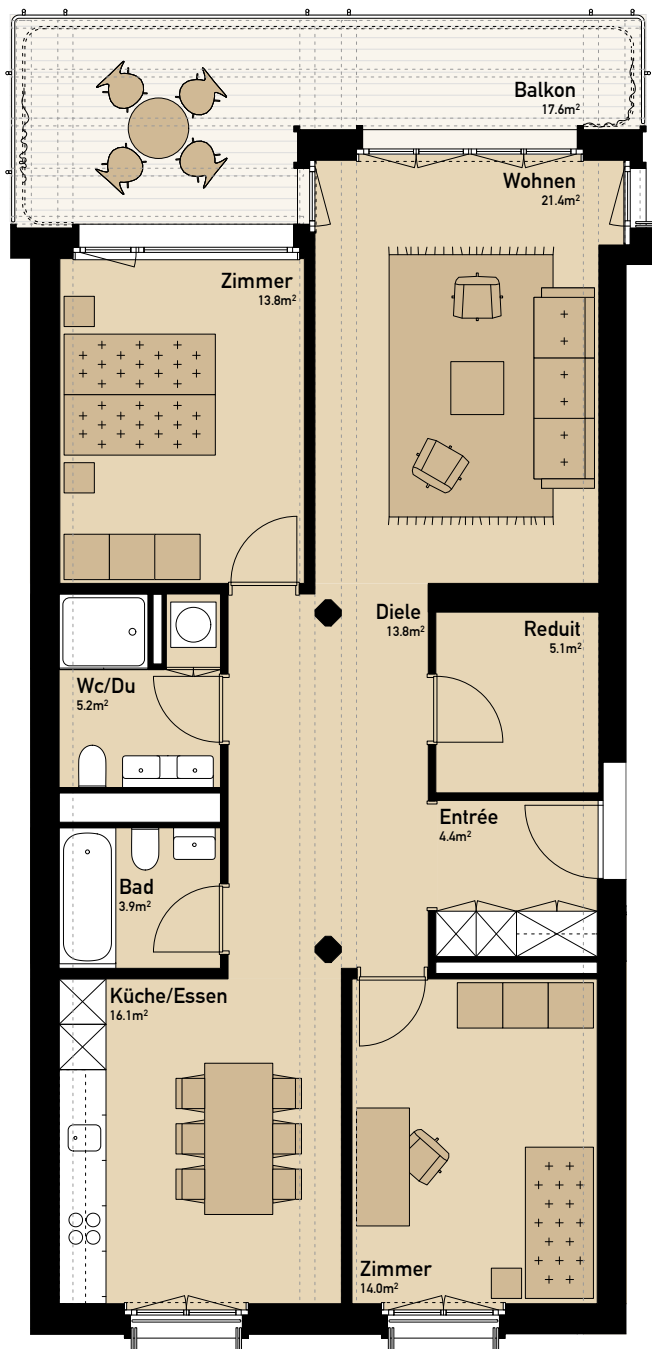 Balkon
17.6m²
Wohnen
21.4m²
Zimmer
13.8m²
Diele
13.8m²
Reduit
5.1m²
Wc/Du
5.2m²
Entrée
4.4m²
Bad
3.9m²
Küche/Essen
16.1m²
Zimmer
14.0m²